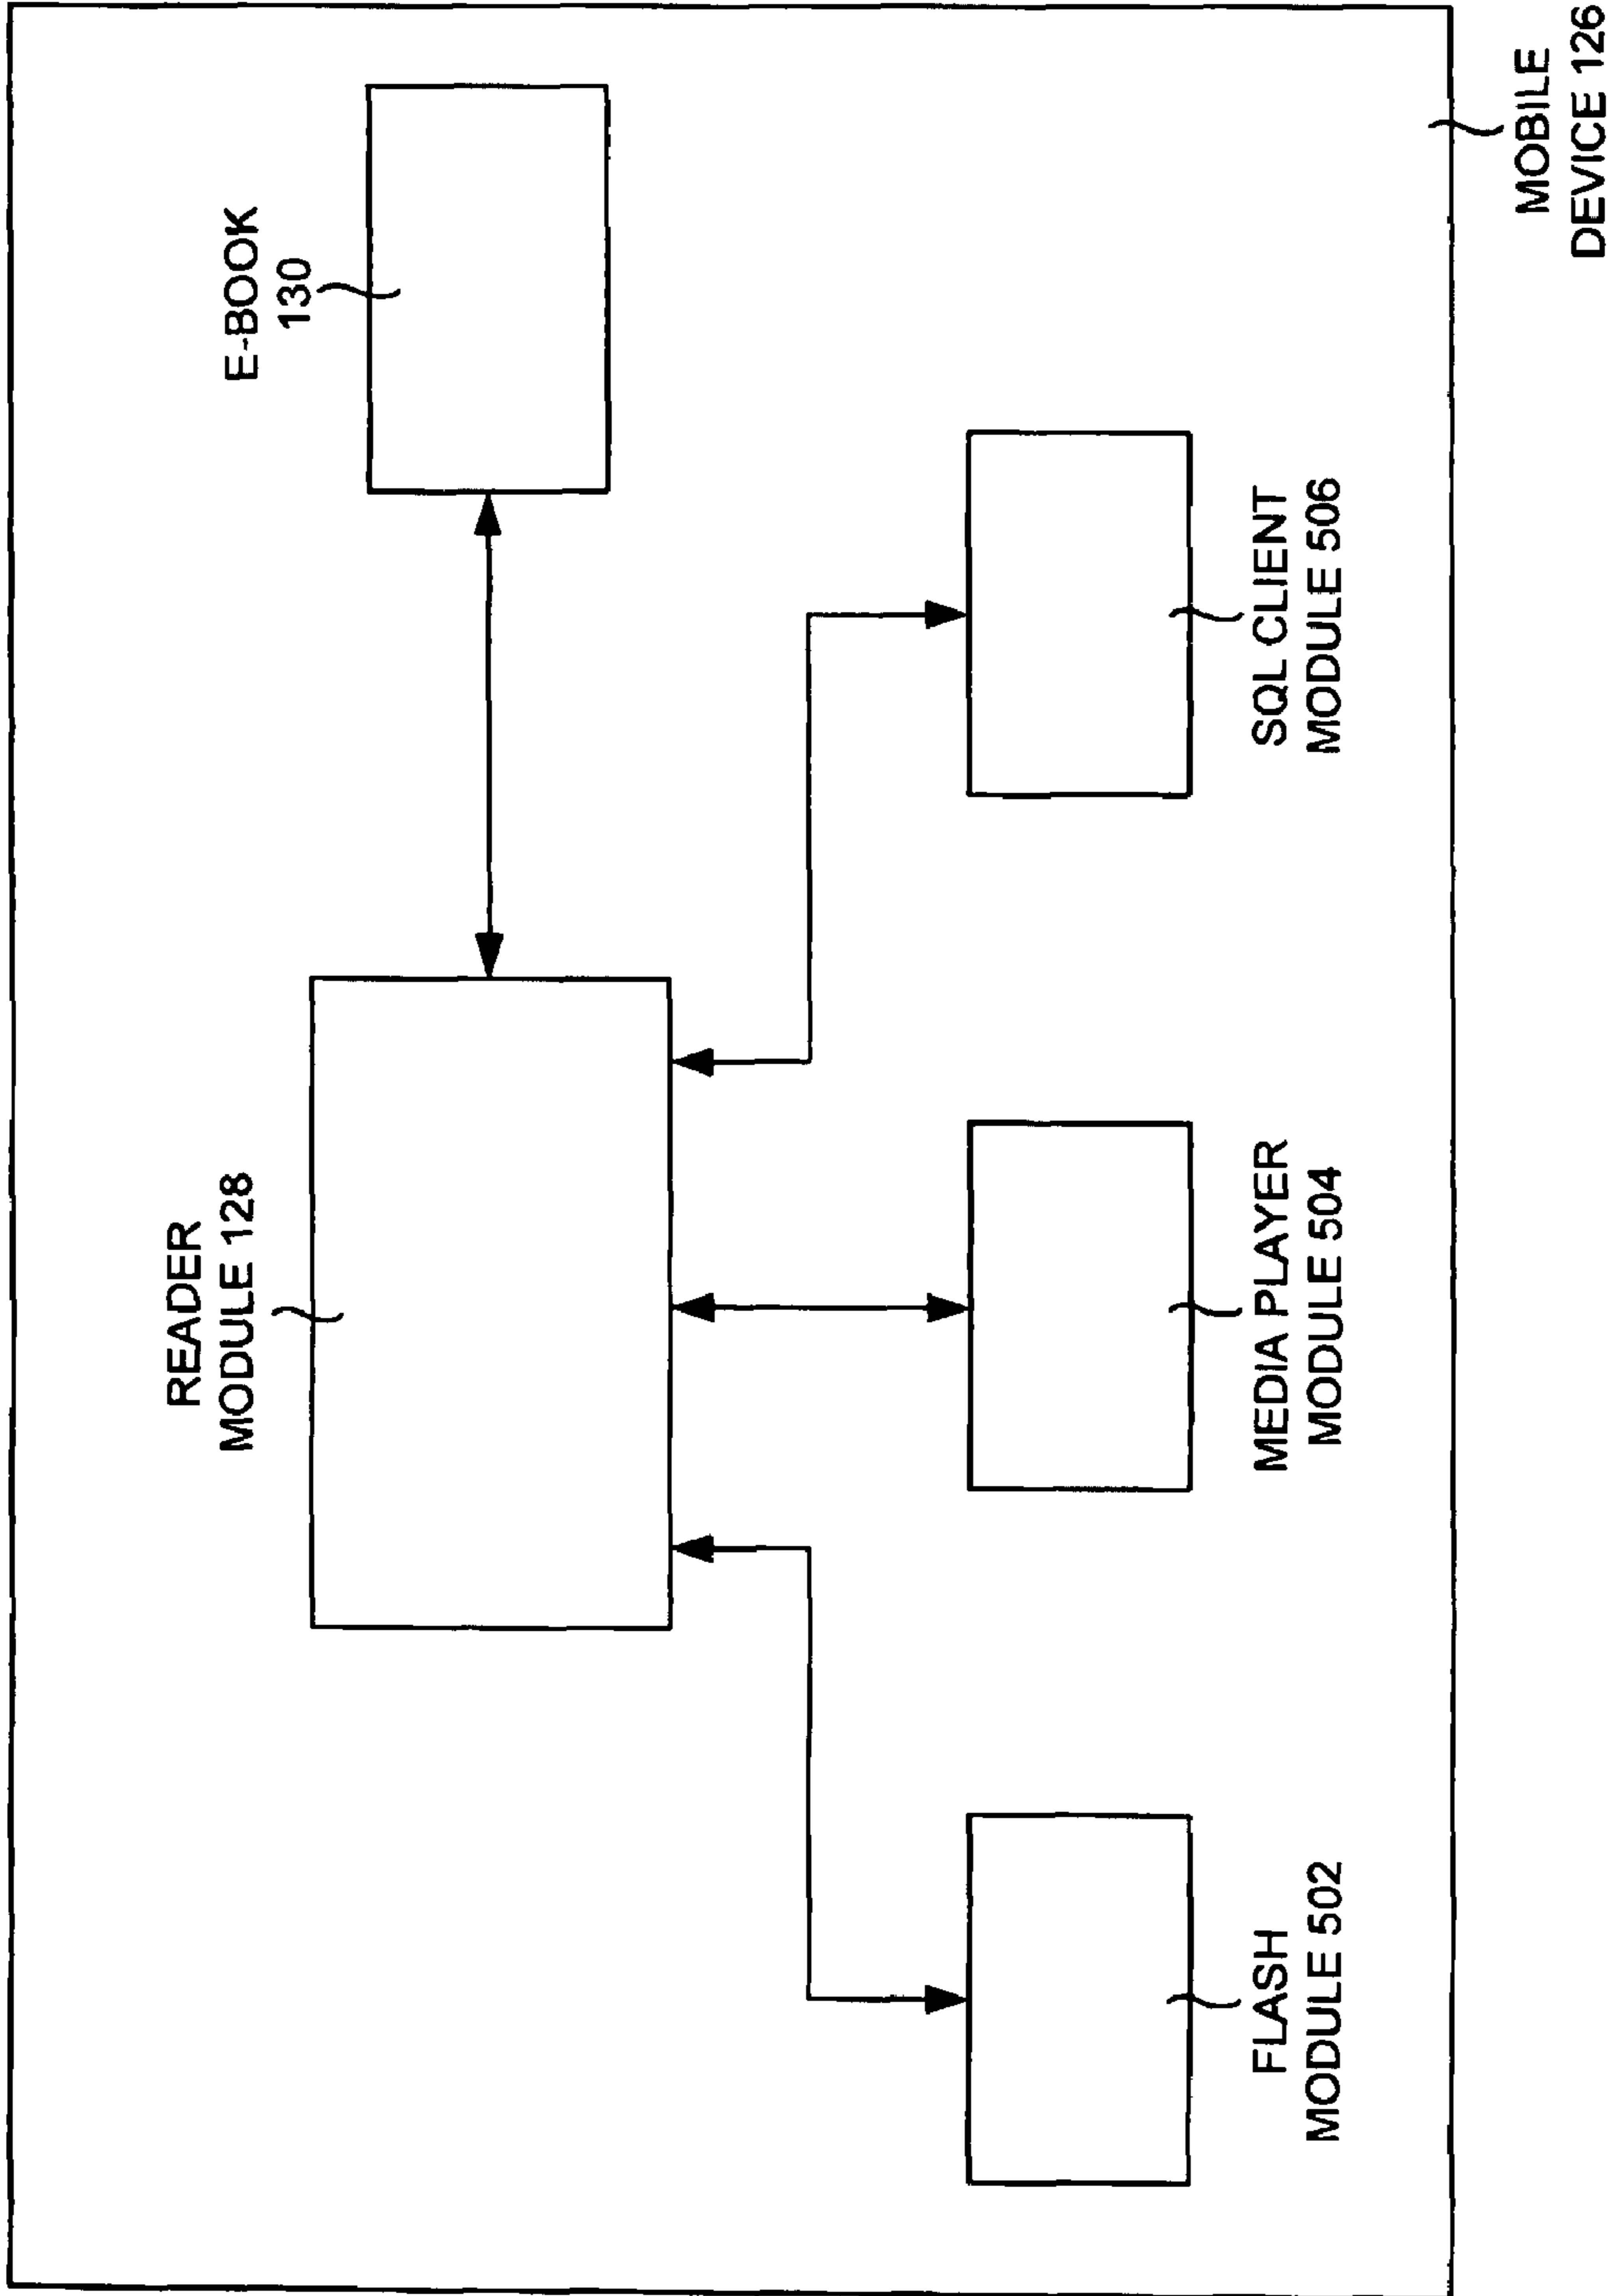 READER
MODULE 128
E-BOOK
130
FLASH
MODULE 502
MEDIA PLAYER
MODULE 504
SQL CLIENT
MODULE 506
MOBILE
DEVICE 126